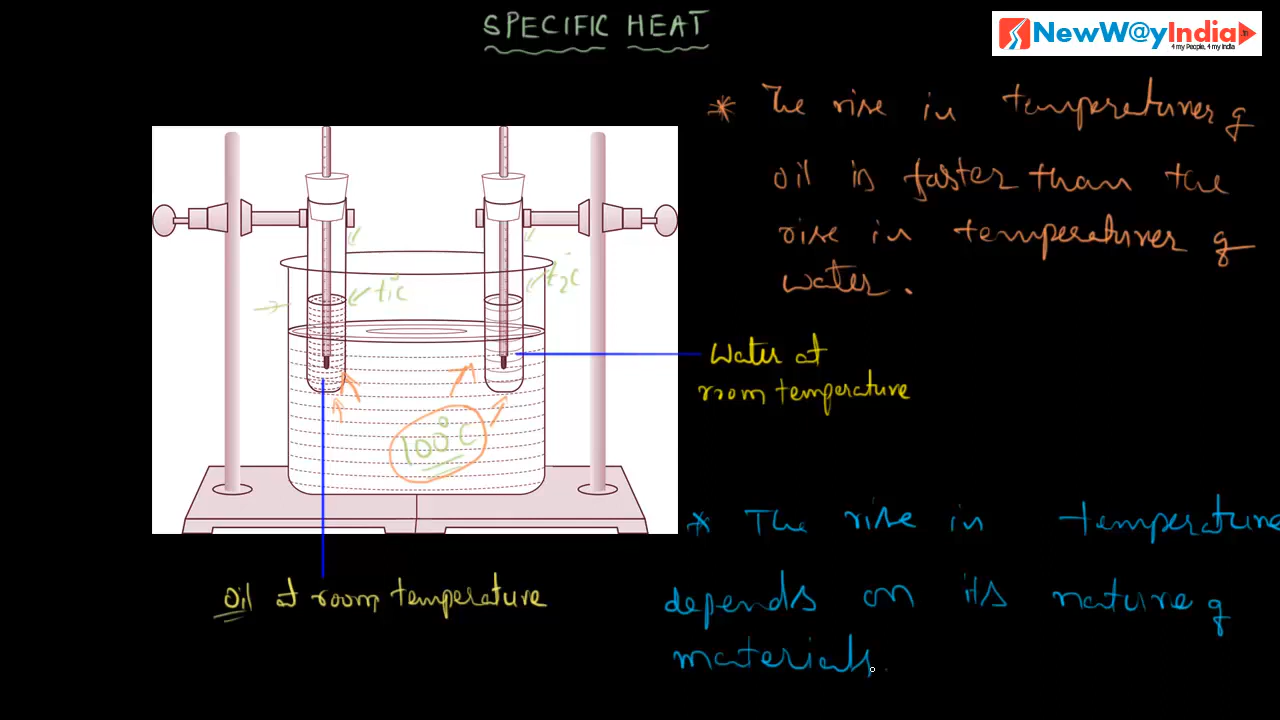 SPECIFIC HEAT
NewW@yIndia
4 my People, 4 my India
* The rise in temperature of
oil is faster than the
rise in temperature of
water.
t1c
t2c
Water at
room temperature
100°C
* The rise in temperature
depends on its nature of
materials.
Oil at room temperature